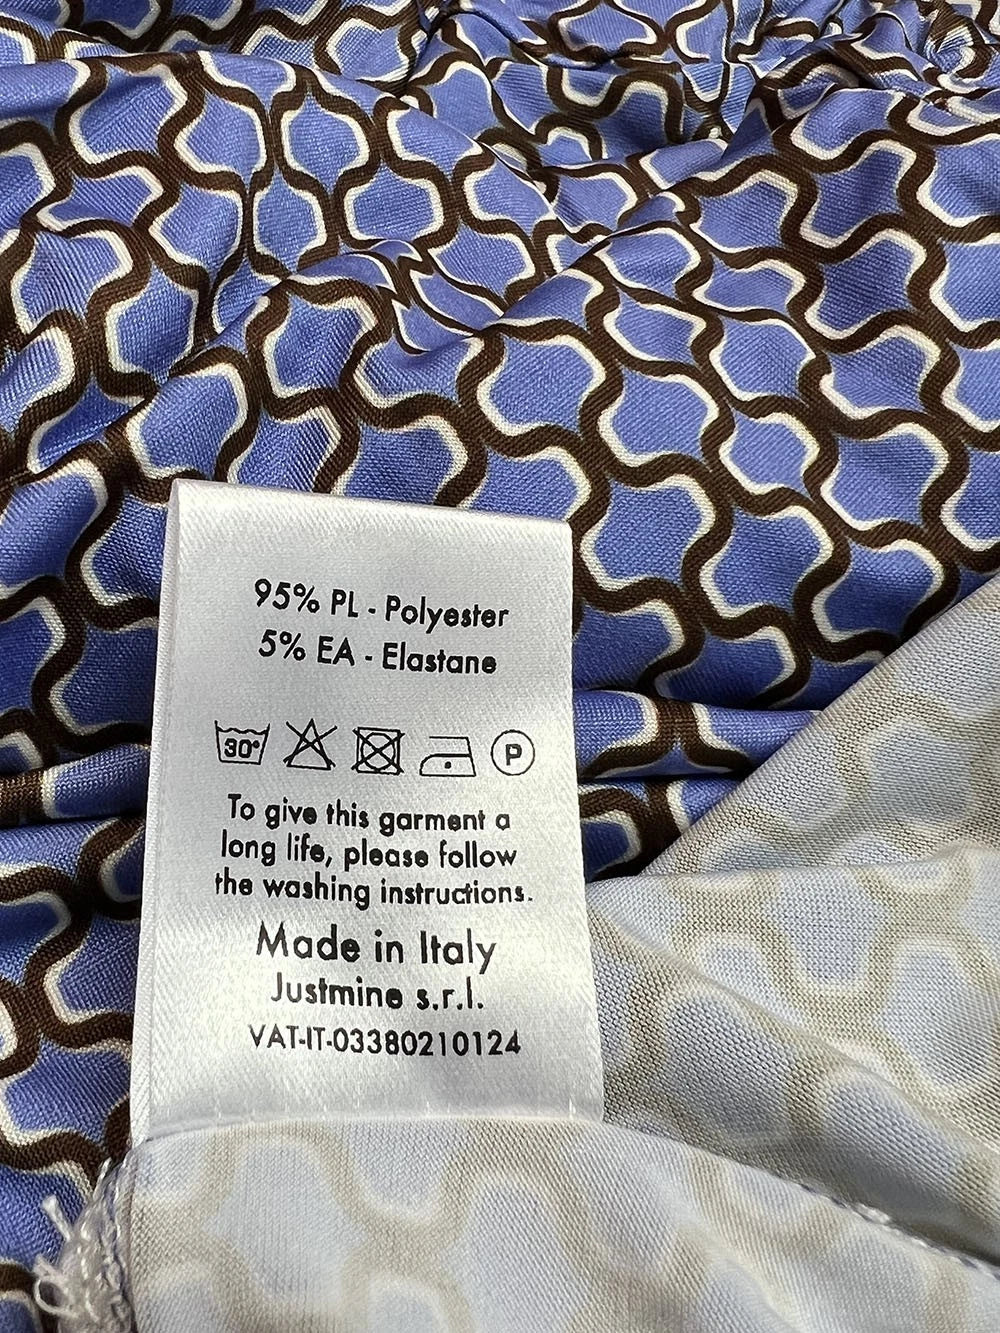 95% PL - Polyester
5% EA - Elastane
30° P
To give this garment a
long life, please follow
the washing instructions.
Made in Italy
Justmine s.r.l.
VAT-IT-03380210124